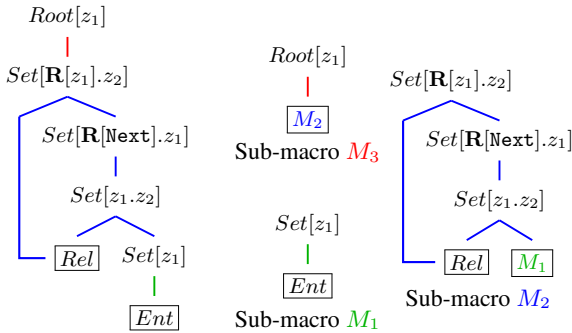 Root[z₁]
Set[R[z₁].z₂]
Set[R[Next].z₁]
Set[z₁.z₂]
Rel
Set[z₁]
Ent
Root[z₁]
M₂
Sub-macro M₃
Set[z₁]
Ent
Sub-macro M₁
Set[R[z₁].z₂]
Set[R[Next].z₁]
Set[z₁.z₂]
Rel
M₁
Sub-macro M₂